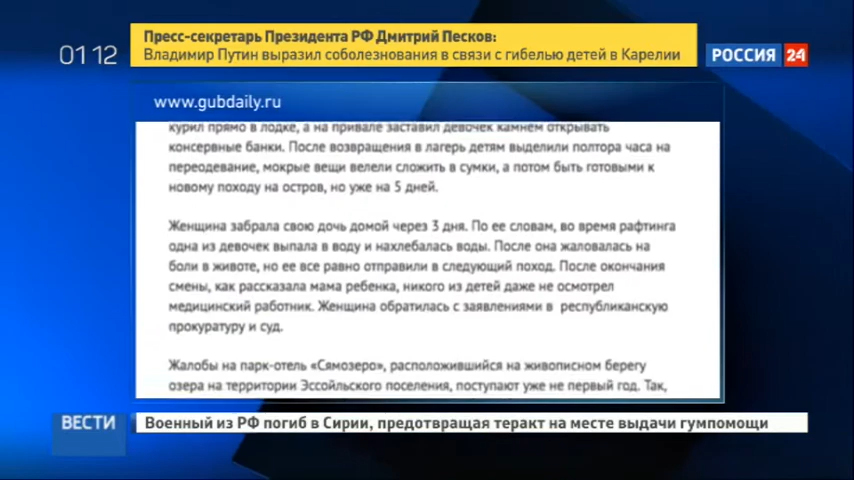 Пресс-секретарь Президента РФ Дмитрий Песков:
01 12
Владимир Путин выразил соболезнования в связи с гибелью детей в Карелии
РОССИЯ 24
www.gubdaily.ru
курил прямо в лодке, а на привале заставил девочек камнем открывать
консервные банки. После возвращения в лагерь детям выделили полтора часа на
переодевание, мокрые вещи велели сложить в сумки, а потом быть готовыми к
новому походу на остров, но уже на 5 дней.
Женщина забрала свою дочь домой через 3 дня. По ее словам, во время рафтинга
одна из девочек выпала в воду и нахлебалась воды. После она жаловалась на
боли в животе, но ее все равно отправили в следующий поход. После окончания
смены, как рассказала мама ребенка, никого из детей даже не осмотрел
медицинский работник. Женщина обратилась с заявлениями в республиканскую
прокуратуру и суд.
Жалобы на парк-отель «Сямозеро», расположившийся на живописном берегу
озера на территории Эссойльского поселения, поступают уже не первый год. Так,
ВЕСТИ
Военный из РФ погиб в Сирии, предотвращая теракт на месте выдачи гумпомощи